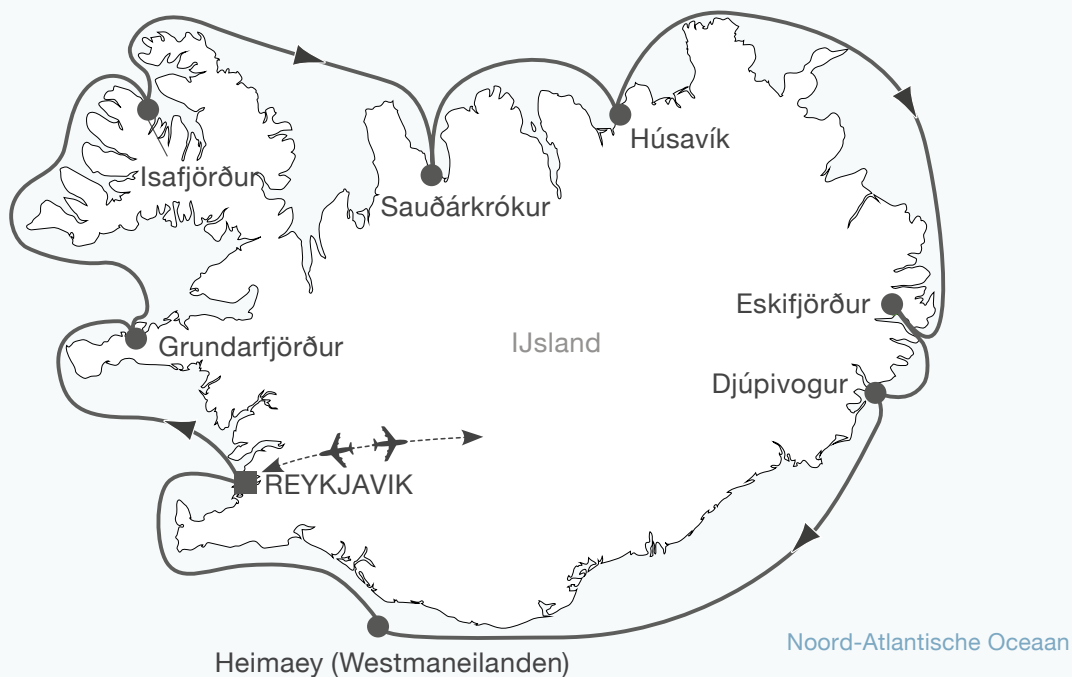 Húsavík
Isafjörður
Sauðárkrókur
Eskifjörður
IJsland
Grundarfjörður
Djúpivogur
REYKJAVIK
Noord-Atlantische Oceaan
Heimaey (Westmaneilanden)